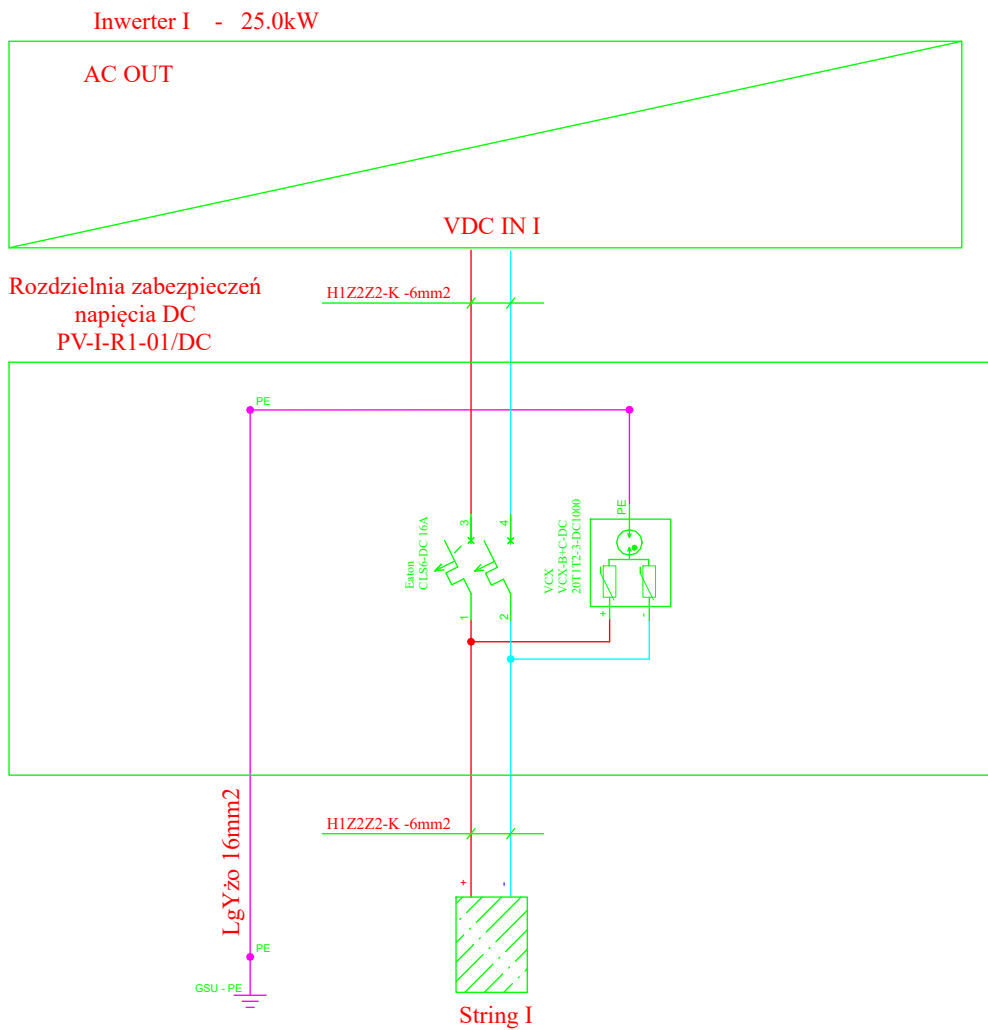 Inwerter I - 25.0kW
AC OUT
VDC IN I
Rozdzielnia zabezpieczeń
napięcia DC
PV-I-R1-01/DC
H1Z2Z2-K -6mm2
PE
PE
3
4
Eaton
CLS6-DC 16A
VCX
VCX-B+C-DC
20T1T2-3-DC1000
1
2
+
-
H1Z2Z2-K -6mm2
LgYżo 16mm2
+
-
PE
GSU - PE
String I